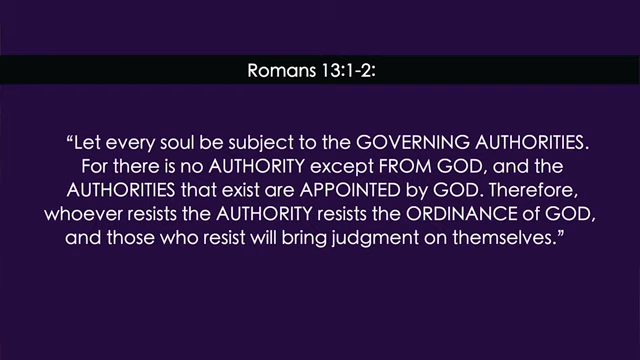 Romans 13:1-2:
“Let every soul be subject to the GOVERNING AUTHORITIES.
For there is no AUTHORITY except FROM GOD, and the
AUTHORITIES that exist are APPOINTED by GOD. Therefore,
whoever resists the AUTHORITY resists the ORDINANCE of GOD,
and those who resist will bring judgment on themselves.”